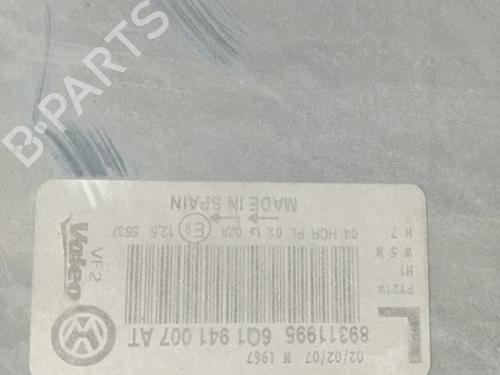 B-PARTS
02/02/07 N 1967
89311995 6Q1 941 007 AT
PY21W
H1
W 5 W
H 7
VF2
Valeo
04 HCR PL 01 1a 02A E9 12.5 5537
MADE IN SPAIN